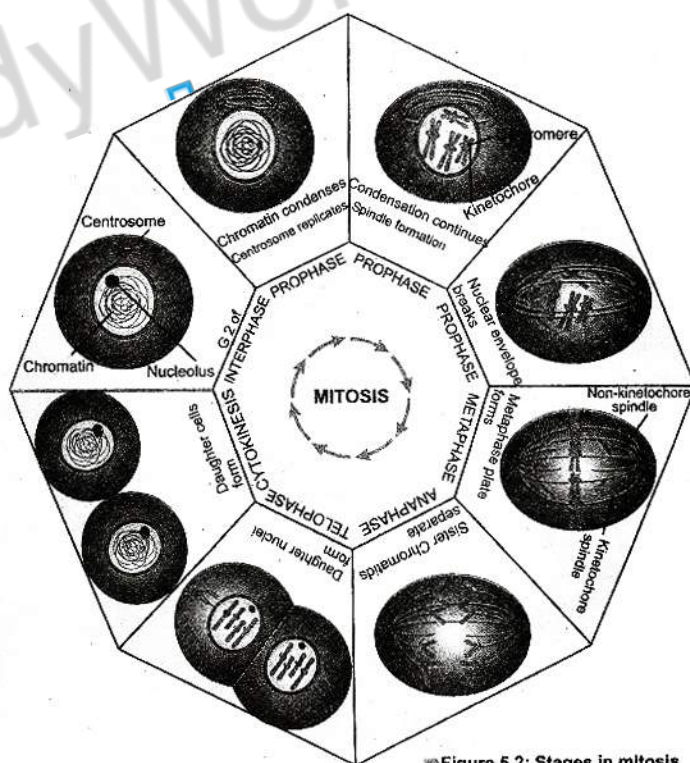 dyWor
Chromatin condenses
Centrosome replicates
Condensation continues
Spindle formation
Kinetochore
Centrosome
Chromatin
Nucleolus
G 2 of
INTERPHASE
PROPHASE
PROPHASE
PROPHASE
Nuclear envelope
breaks
METAPHASE
Metaphase plate
forms
Non-kinetochore
spindle
Kinetochore
spindle
ANAPHASE
Sister Chromatids
separate
TELOPHASE
Daughter nuclei
form
CYTOKINESIS
Daughter cells
form
MITOSIS
Figure 5.2: Stages in mitosis